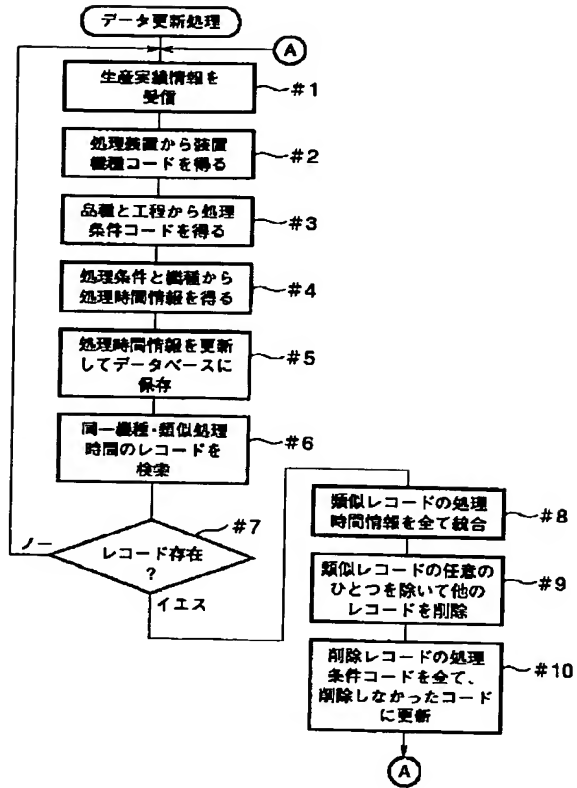 データ更新処理
A
生産実績情報を
受信
#1
処理装置から装置
機種コードを得る
#2
品種と工程から処理
条件コードを得る
#3
処理条件と機種から
処理時間情報を得る
#4
処理時間情報を更新
してデータベースに
保存
#5
同一機種・類似処理
時間のレコードを
検索
#6
レコード存在
?
#7
ノー
イエス
類似レコードの処理
時間情報を全て統合
#8
類似レコードの任意の
ひとつを除いて他の
レコードを削除
#9
削除レコードの処理
条件コードを全て、
削除しなかったコード
に更新
#10
A